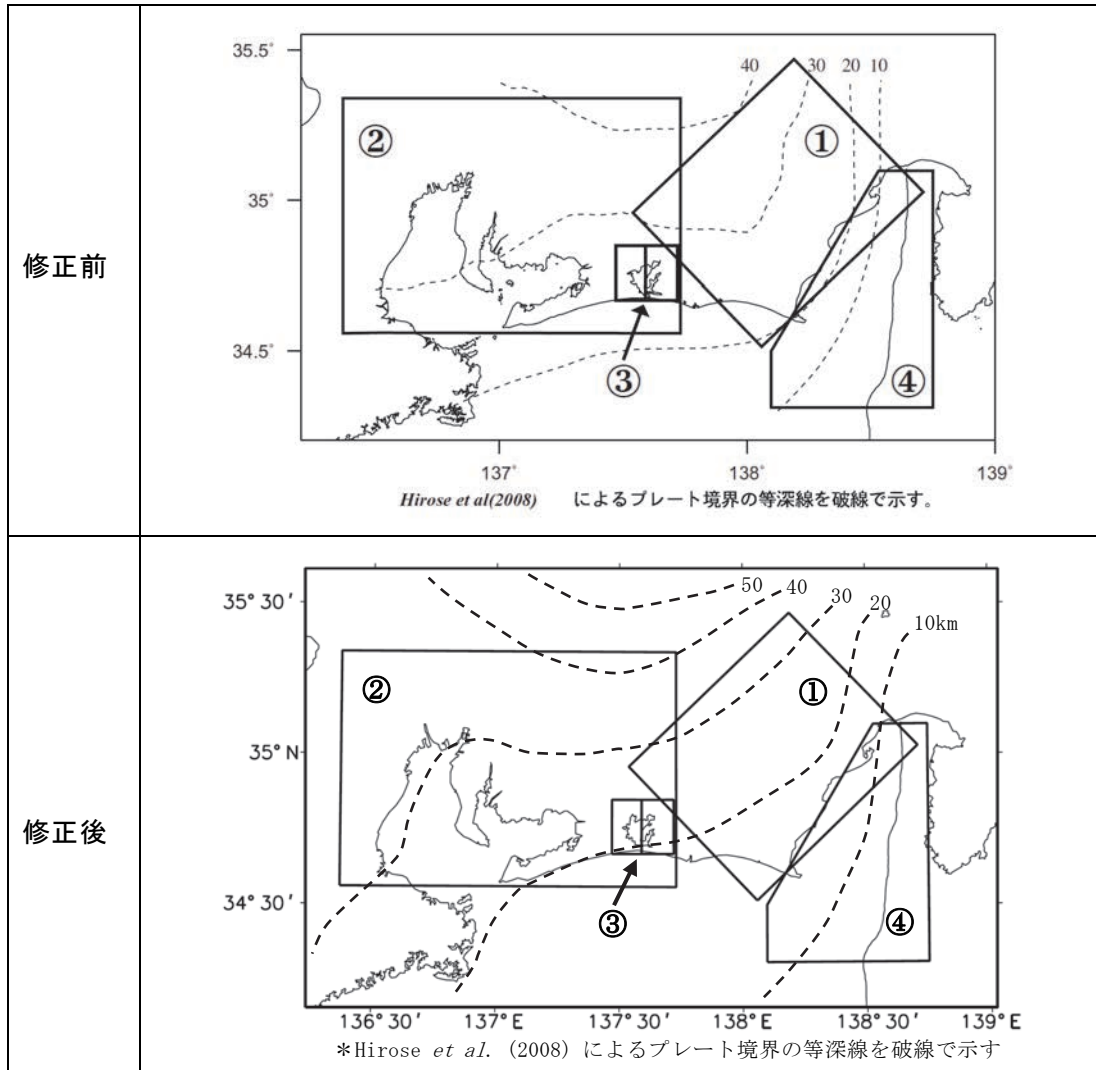 修正前
35.5°
40 30 20 10
②
①
35°
34.5°
③
④
137° 138° 139°
Hirose et al(2008) によるプレート境界の等深線を破線で示す。
修正後
50
40
30
35°30′
20
10km
②
①
35°N
34°30′
③
④
136°30′ 137°E 137°30′ 138°E 138°30′ 139°E
＊Hirose et al. (2008) によるプレート境界の等深線を破線で示す